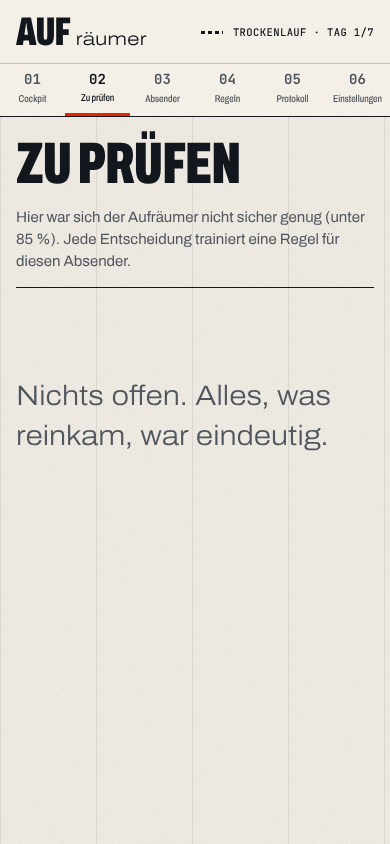 AUF räumer
TROCKENLAUF · TAG 1/7
01 02 03 04 05 06
Cockpit Zu prüfen Absender Regeln Protokoll Einstellungen
ZU PRÜFEN
Hier war sich der Aufräumer nicht sicher genug (unter
85 %). Jede Entscheidung trainiert eine Regel für
diesen Absender.
Nichts offen. Alles, was
reinkam, war eindeutig.